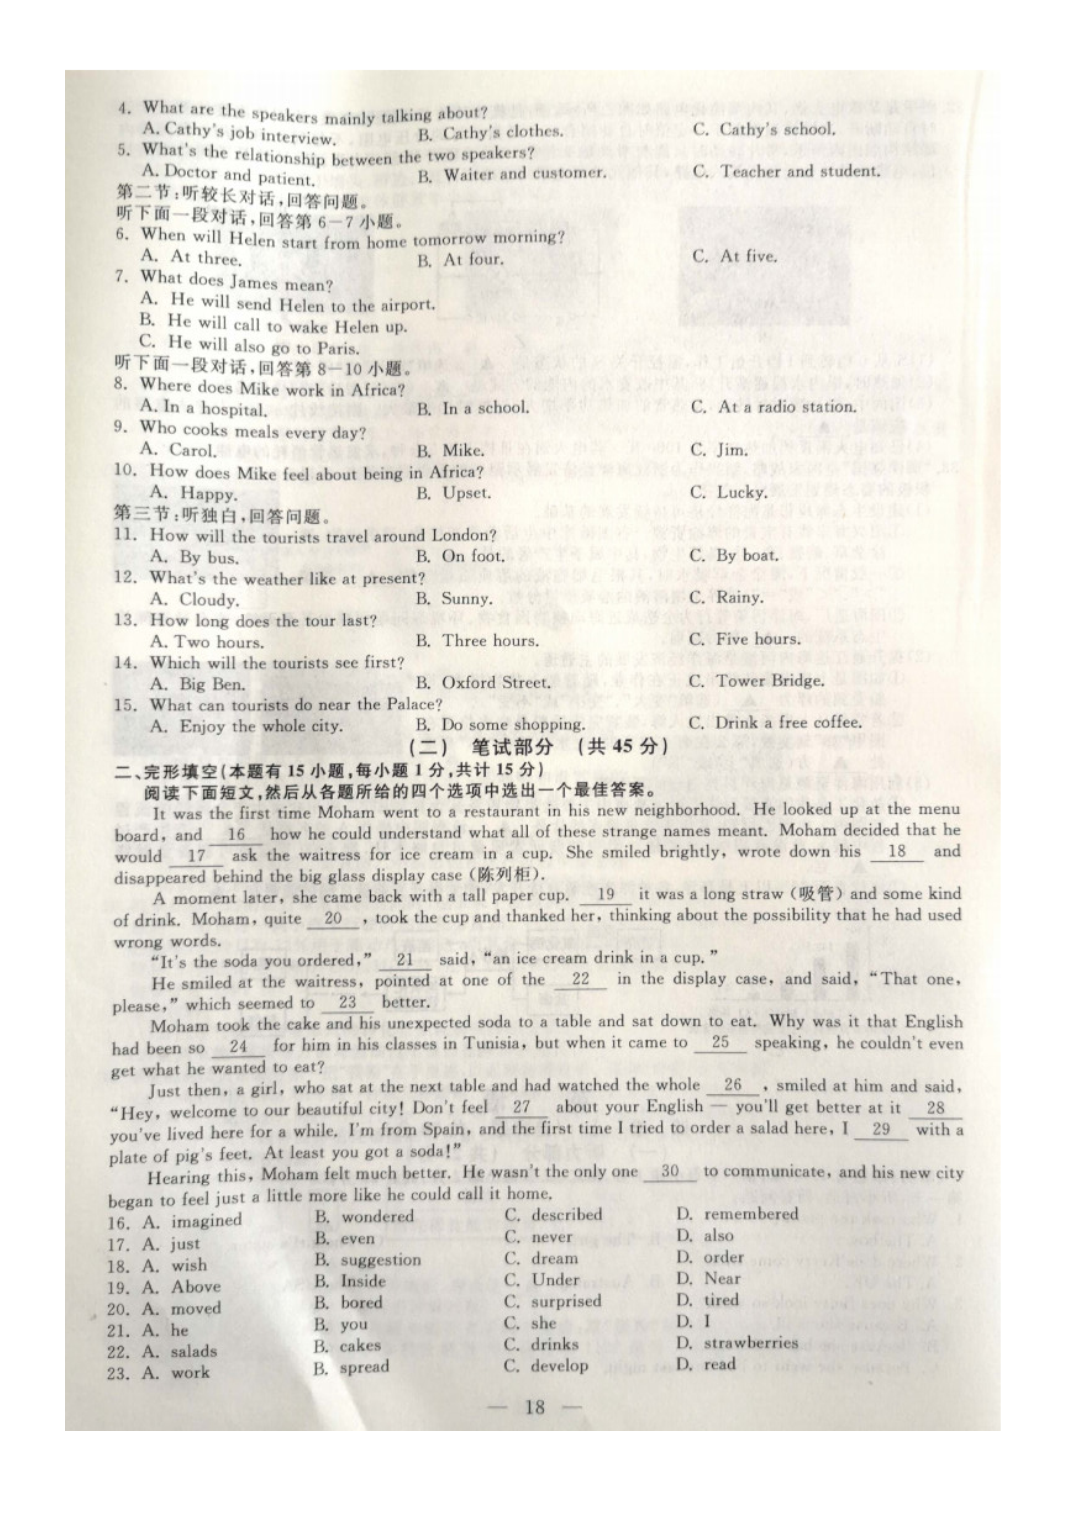 4. What are the speakers mainly talking about?
A. Cathy's job interview. B. Cathy's clothes. C. Cathy's school.
5. What's the relationship between the two speakers?
A. Doctor and patient. B. Waiter and customer. C. Teacher and student.
第二节:听较长对话,回答问题。
听下面一段对话,回答第 6—7 小题。
6. When will Helen start from home tomorrow morning?
A. At three. B. At four. C. At five.
7. What does James mean?
A. He will send Helen to the airport.
B. He will call to wake Helen up.
C. He will also go to Paris.
听下面一段对话,回答第 8—10 小题。
8. Where does Mike work in Africa?
A. In a hospital. B. In a school. C. At a radio station.
9. Who cooks meals every day?
A. Carol. B. Mike. C. Jim.
10. How does Mike feel about being in Africa?
A. Happy. B. Upset. C. Lucky.
第三节:听独白,回答问题。
11. How will the tourists travel around London?
A. By bus. B. On foot. C. By boat.
12. What's the weather like at present?
A. Cloudy. B. Sunny. C. Rainy.
13. How long does the tour last?
A. Two hours. B. Three hours. C. Five hours.
14. Which will the tourists see first?
A. Big Ben. B. Oxford Street. C. Tower Bridge.
15. What can tourists do near the Palace?
A. Enjoy the whole city. B. Do some shopping. C. Drink a free coffee.
(二) 笔试部分 (共 45 分)
二、完形填空(本题有 15 小题,每小题 1 分,共计 15 分)
阅读下面短文,然后从各题所给的四个选项中选出一个最佳答案。
It was the first time Moham went to a restaurant in his new neighborhood. He looked up at the menu
board, and 16 how he could understand what all of these strange names meant. Moham decided that he
would 17 ask the waitress for ice cream in a cup. She smiled brightly, wrote down his 18 and
disappeared behind the big glass display case (陈列柜).
A moment later, she came back with a tall paper cup. 19 it was a long straw (吸管) and some kind
of drink. Moham, quite 20 , took the cup and thanked her, thinking about the possibility that he had used
wrong words.
“It's the soda you ordered,” 21 said, “an ice cream drink in a cup.”
He smiled at the waitress, pointed at one of the 22 in the display case, and said, “That one,
please,” which seemed to 23 better.
Moham took the cake and his unexpected soda to a table and sat down to eat. Why was it that English
had been so 24 for him in his classes in Tunisia, but when it came to 25 speaking, he couldn't even
get what he wanted to eat?
Just then, a girl, who sat at the next table and had watched the whole 26 , smiled at him and said,
“Hey, welcome to our beautiful city! Don't feel 27 about your English — you'll get better at it 28
you've lived here for a while. I'm from Spain, and the first time I tried to order a salad here, I 29 with a
plate of pig's feet. At least you got a soda!”
Hearing this, Moham felt much better. He wasn't the only one 30 to communicate, and his new city
began to feel just a little more like he could call it home.
16. A. imagined B. wondered C. described D. remembered
17. A. just B. even C. never D. also
18. A. wish B. suggestion C. dream D. order
19. A. Above B. Inside C. Under D. Near
20. A. moved B. bored C. surprised D. tired
21. A. he B. you C. she D. I
22. A. salads B. cakes C. drinks D. strawberries
23. A. work B. spread C. develop D. read
— 18 —